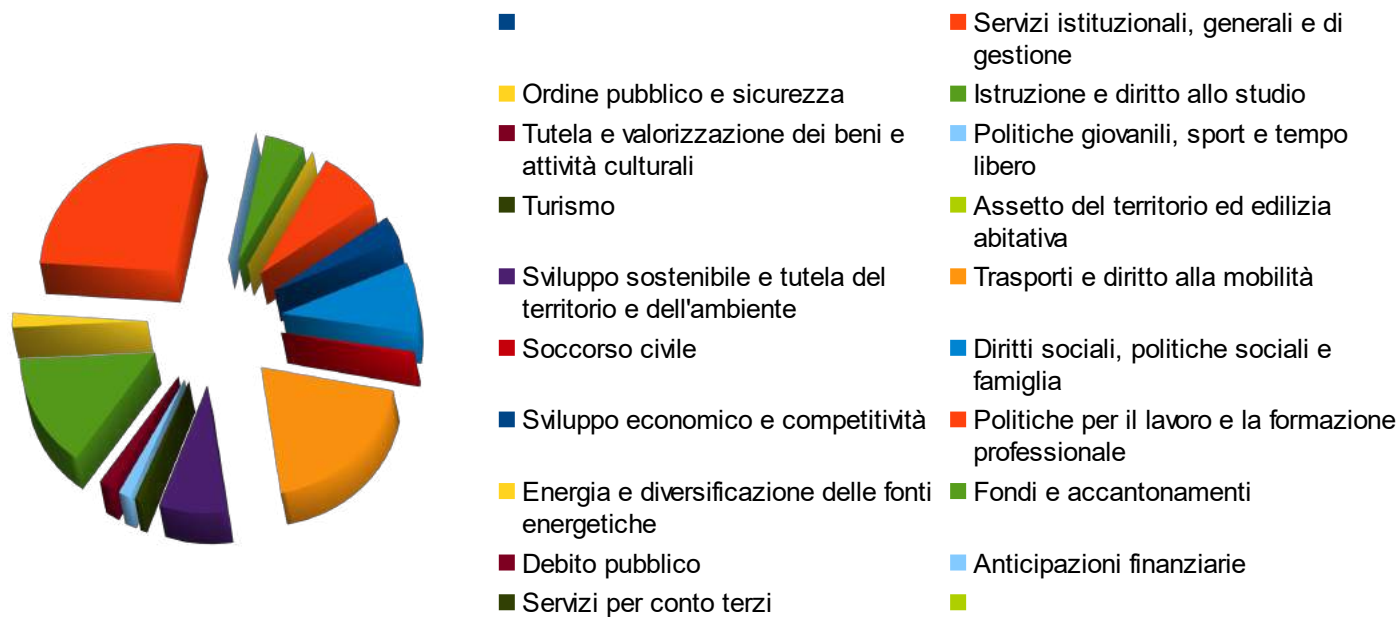 Servizi istituzionali, generali e di
gestione
Ordine pubblico e sicurezza
Istruzione e diritto allo studio
Tutela e valorizzazione dei beni e
attività culturali
Politiche giovanili, sport e tempo
libero
Turismo
Assetto del territorio ed edilizia
abitativa
Sviluppo sostenibile e tutela del
territorio e dell'ambiente
Trasporti e diritto alla mobilità
Soccorso civile
Diritti sociali, politiche sociali e
famiglia
Sviluppo economico e competitività
Politiche per il lavoro e la formazione
professionale
Energia e diversificazione delle fonti
energetiche
Fondi e accantonamenti
Debito pubblico
Anticipazioni finanziarie
Servizi per conto terzi